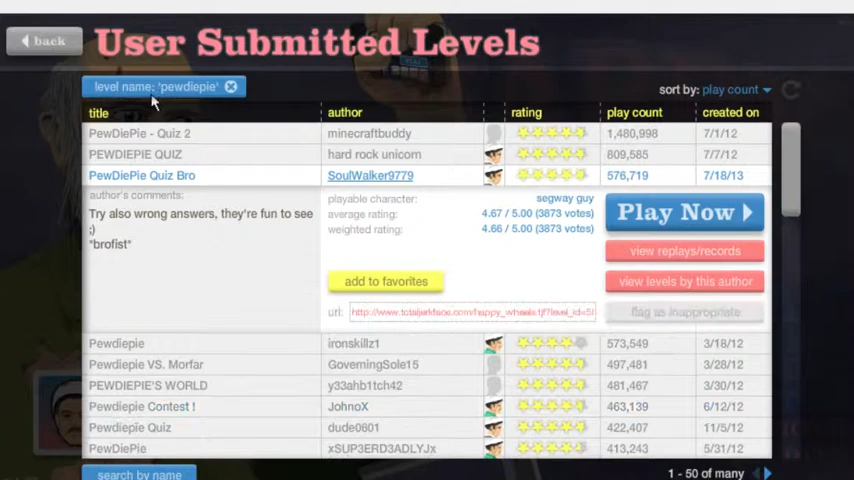 back
User Submitted Levels
level name: 'pewdiepie'
sort by: play count
title author rating play count created on
PewDiePie - Quiz 2 minecraftbuddy 1,480,998 7/1/12
PEWDIEPIE QUIZ hard rock unicorn 809,585 7/7/12
PewDiePie Quiz Bro SoulWalker9779 576,719 7/18/13
author's comments:
Try also wrong answers, they're fun to see
;)
*brofist*
playable character: segway guy
average rating: 4.67 / 5.00 (3873 votes)
weighted rating: 4.66 / 5.00 (3873 votes)
Play Now
view replays/records
add to favorites
view levels by this author
url:
flag as inappropriate
Pewdiepie ironskillz1 573,549 3/18/12
Pewdiepie VS. Morfar GoverningSole15 497,481 3/28/12
PEWDIEPIE'S WORLD y33ahb1tch42 481,467 3/30/12
Pewdiepie Contest ! JohnoX 463,139 6/12/12
Pewdiepie Quiz dude0601 422,407 11/5/12
PewDiePie xSUP3ERD3ADLYJx 413,243 5/31/12
search by name
1 - 50 of many